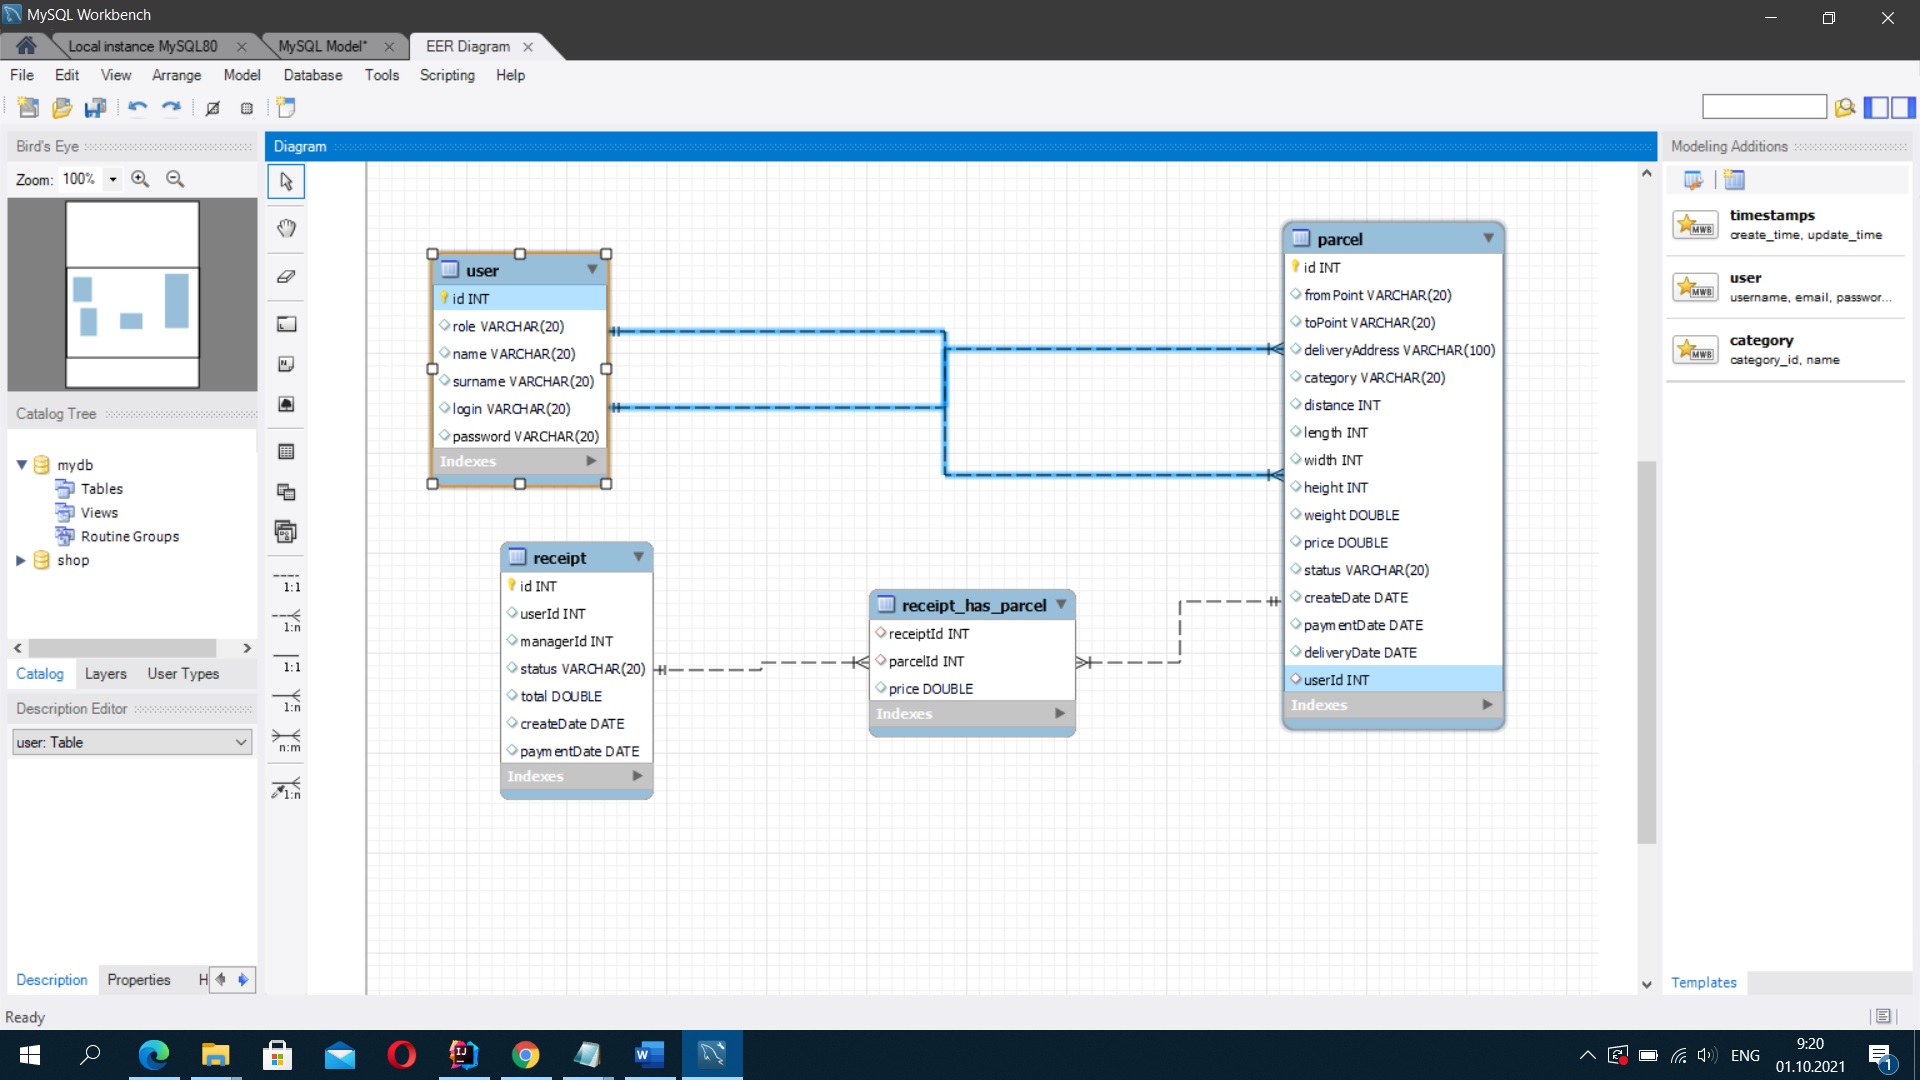 MySQL Workbench
Local instance MySQL80
MySQL Model*
EER Diagram
File Edit View Arrange Model Database Tools Scripting Help
Bird's Eye
Zoom: 100%
Catalog Tree
mydb
Tables
Views
Routine Groups
shop
Catalog Layers User Types
Description Editor
user: Table
Description Properties H
Ready
1:1
1:n
1:1
1:n
n:m
1:n
Diagram
user
id INT
role VARCHAR(20)
name VARCHAR(20)
surname VARCHAR(20)
login VARCHAR(20)
password VARCHAR(20)
Indexes
receipt
id INT
userId INT
managerId INT
status VARCHAR(20)
total DOUBLE
createDate DATE
paymentDate DATE
Indexes
receipt_has_parcel
receiptId INT
parcelId INT
price DOUBLE
Indexes
parcel
id INT
fromPoint VARCHAR(20)
toPoint VARCHAR(20)
deliveryAddress VARCHAR(100)
category VARCHAR(20)
distance INT
length INT
width INT
height INT
weight DOUBLE
price DOUBLE
status VARCHAR(20)
createDate DATE
paymentDate DATE
deliveryDate DATE
userId INT
Indexes
Modeling Additions
MWB
timestamps
create_time, update_time
MWB
user
username, email, passwor...
MWB
category
category_id, name
Templates
ENG
9:20
01.10.2021
1